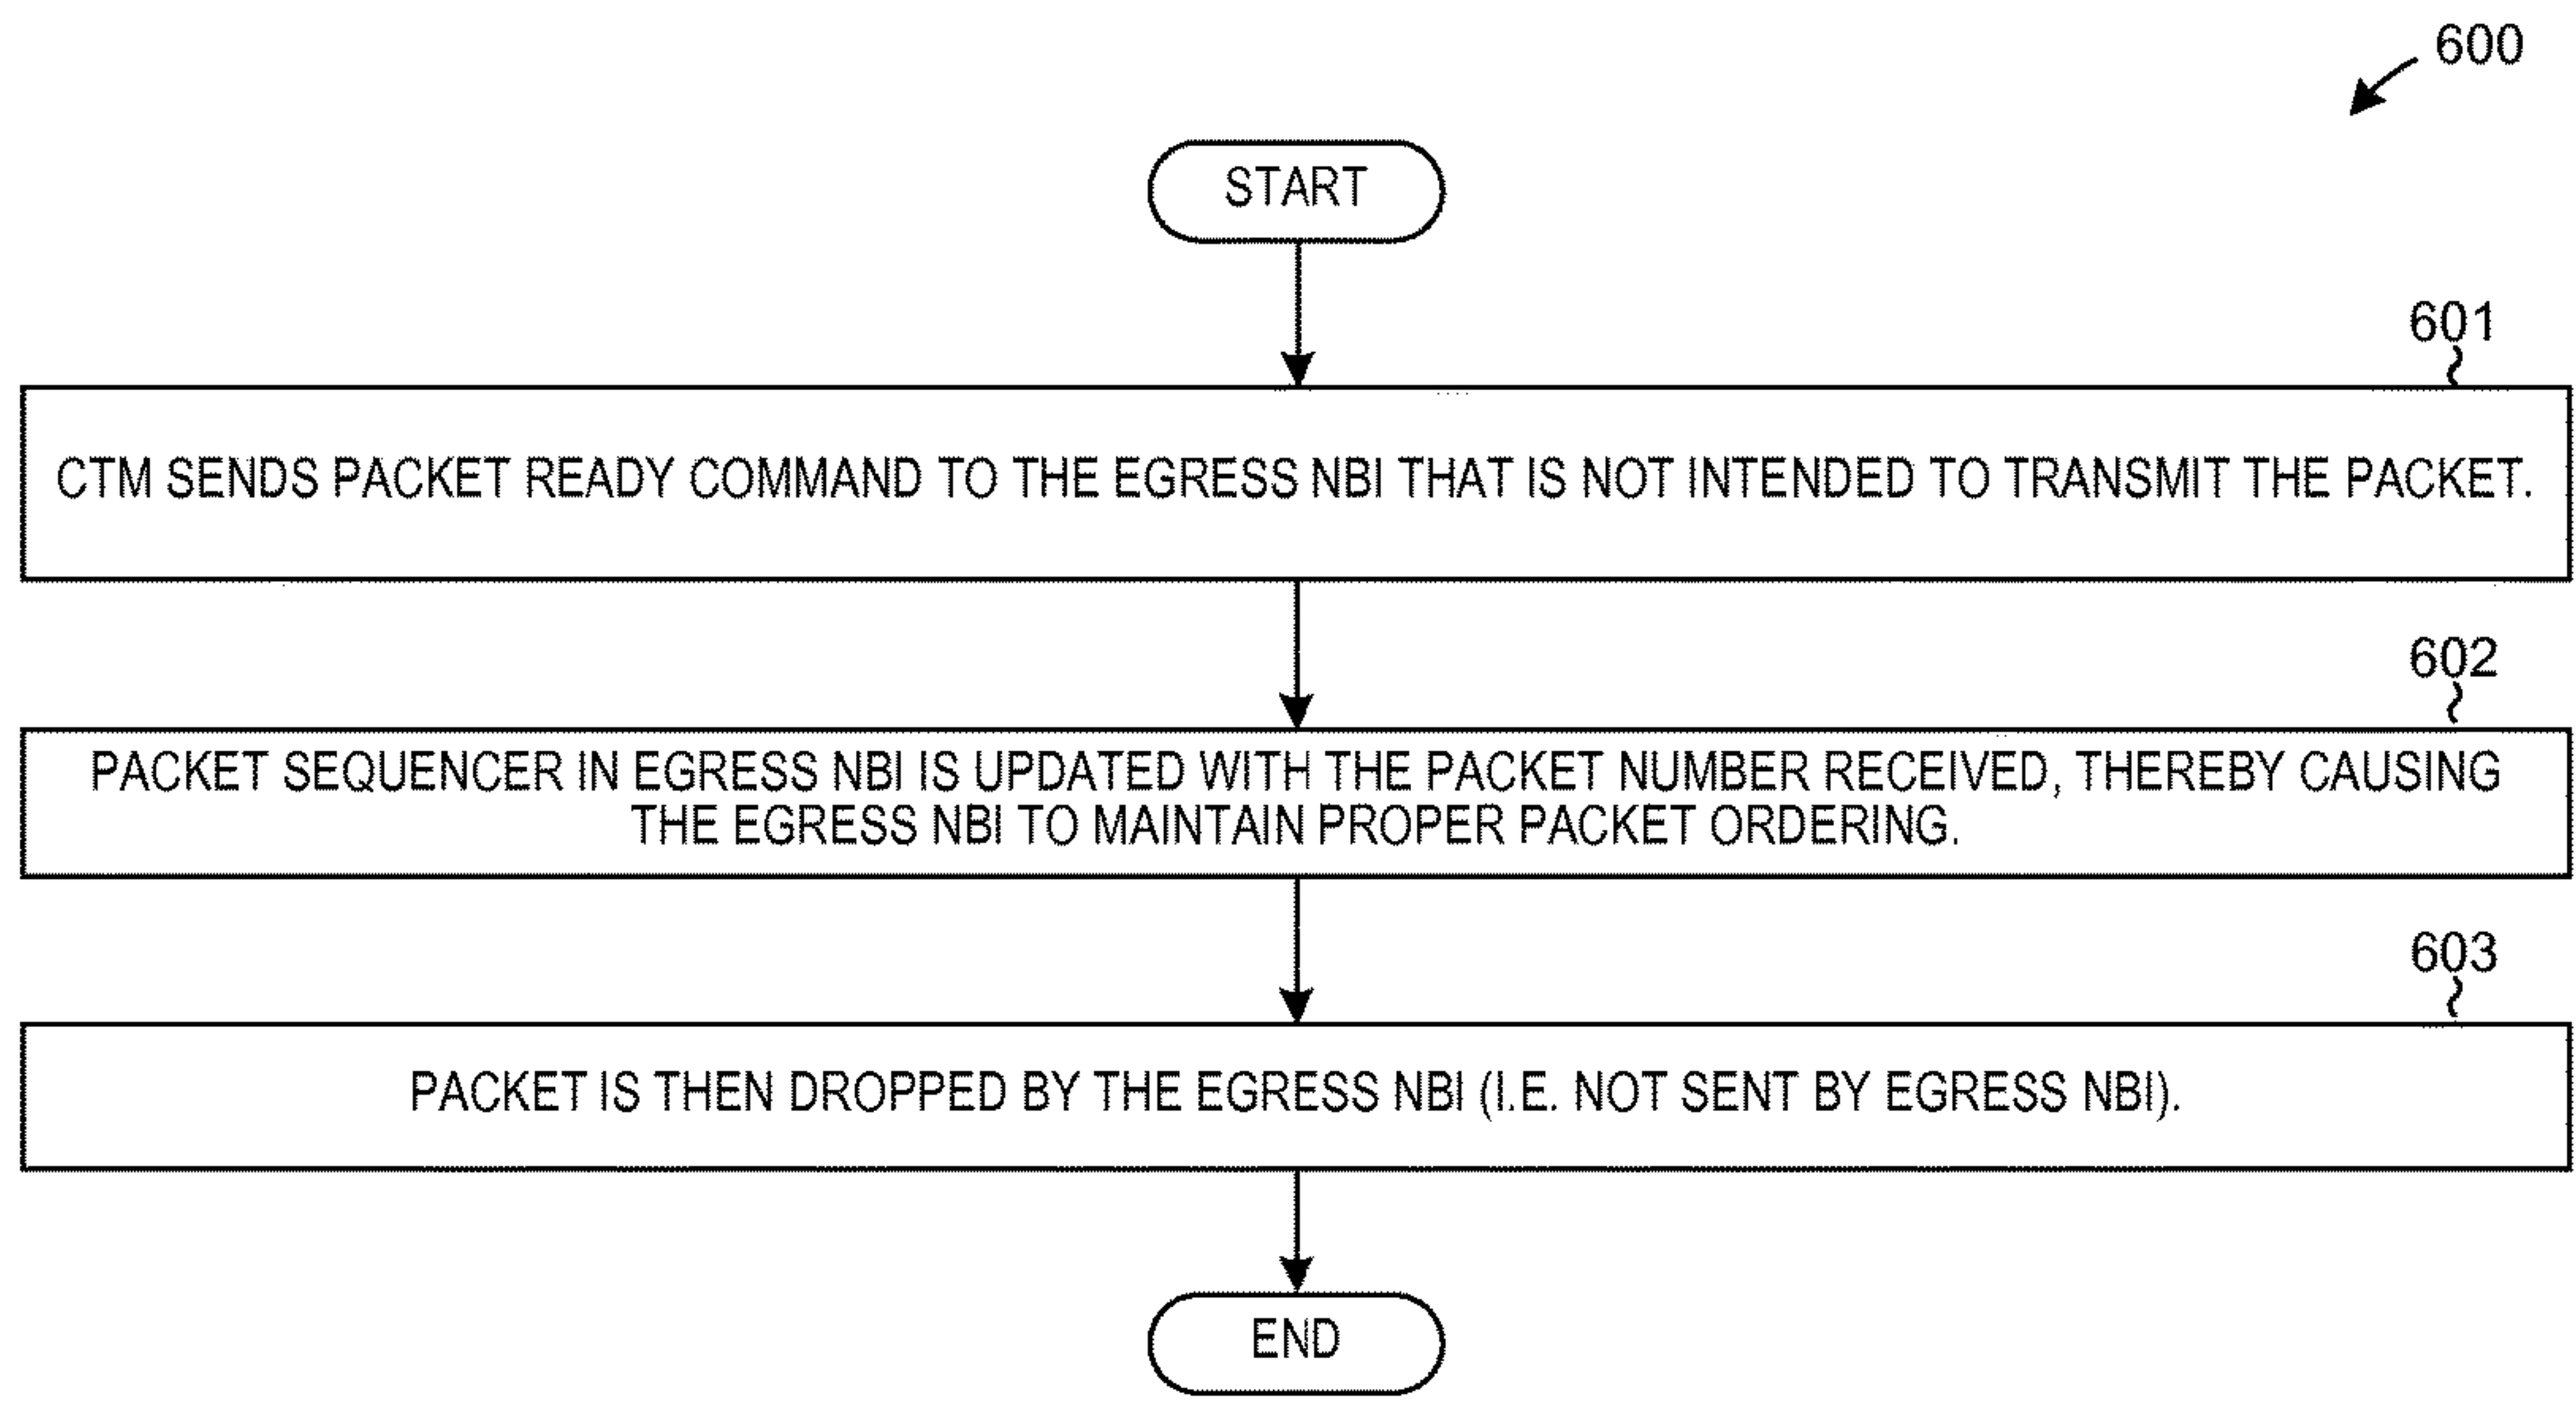 600
START
601
CTM SENDS PACKET READY COMMAND TO THE EGRESS NBI THAT IS NOT INTENDED TO TRANSMIT THE PACKET.
602
PACKET SEQUENCER IN EGRESS NBI IS UPDATED WITH THE PACKET NUMBER RECEIVED, THEREBY CAUSING
THE EGRESS NBI TO MAINTAIN PROPER PACKET ORDERING.
603
PACKET IS THEN DROPPED BY THE EGRESS NBI (I.E. NOT SENT BY EGRESS NBI).
END